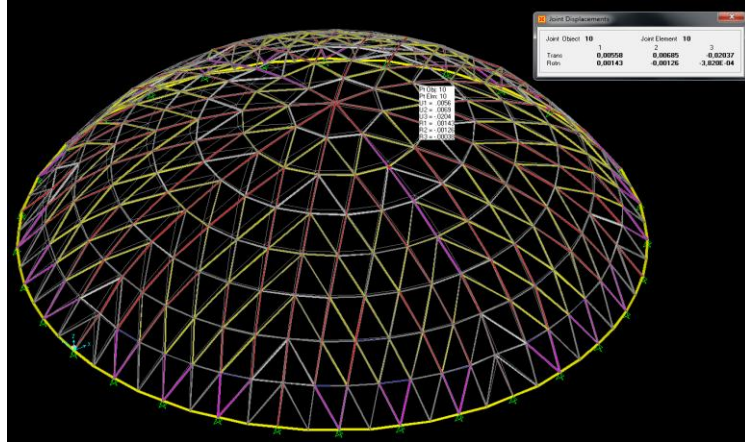 Joint Displacements
Joint Object 10 Joint Element 10
1 2 3
Trans 0,00558 0,00685 -0,02037
Rotn 0,00143 -0,00126 -3,820E-04
Pt Obj: 10
Pt Elm: 10
U1 = .0056
U2 = .0069
U3 = -.0204
R1 = .00143
R2 = -.00126
R3 = -.00038